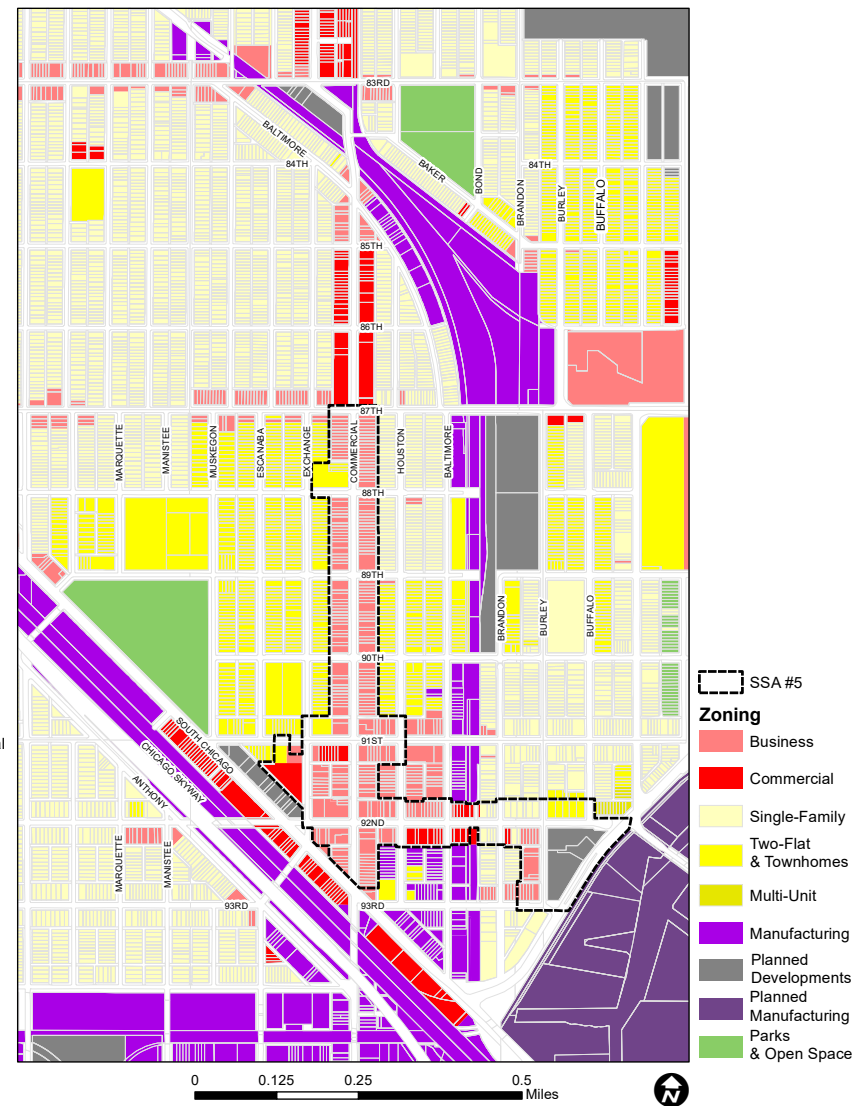 83RD
BALTIMORE
84TH
BAKER
BOND
84TH
BRANDON
BURLEY
BUFFALO
85TH
86TH
87TH
MARQUETTE
MANISTEE
MUSKEGON
ESCANABA
EXCHANGE
COMMERCIAL
HOUSTON
BALTIMORE
88TH
89TH
BRANDON
BURLEY
BUFFALO
90TH
SOUTH CHICAGO
CHICAGO SKYWAY
ANTHONY
91ST
al
92ND
MARQUETTE
MANISTEE
93RD
93RD
SSA #5
Zoning
Business
Commercial
Single-Family
Two-Flat
& Townhomes
Multi-Unit
Manufacturing
Planned
Developments
Planned
Manufacturing
Parks
& Open Space
0 0.125 0.25 0.5
Miles
N